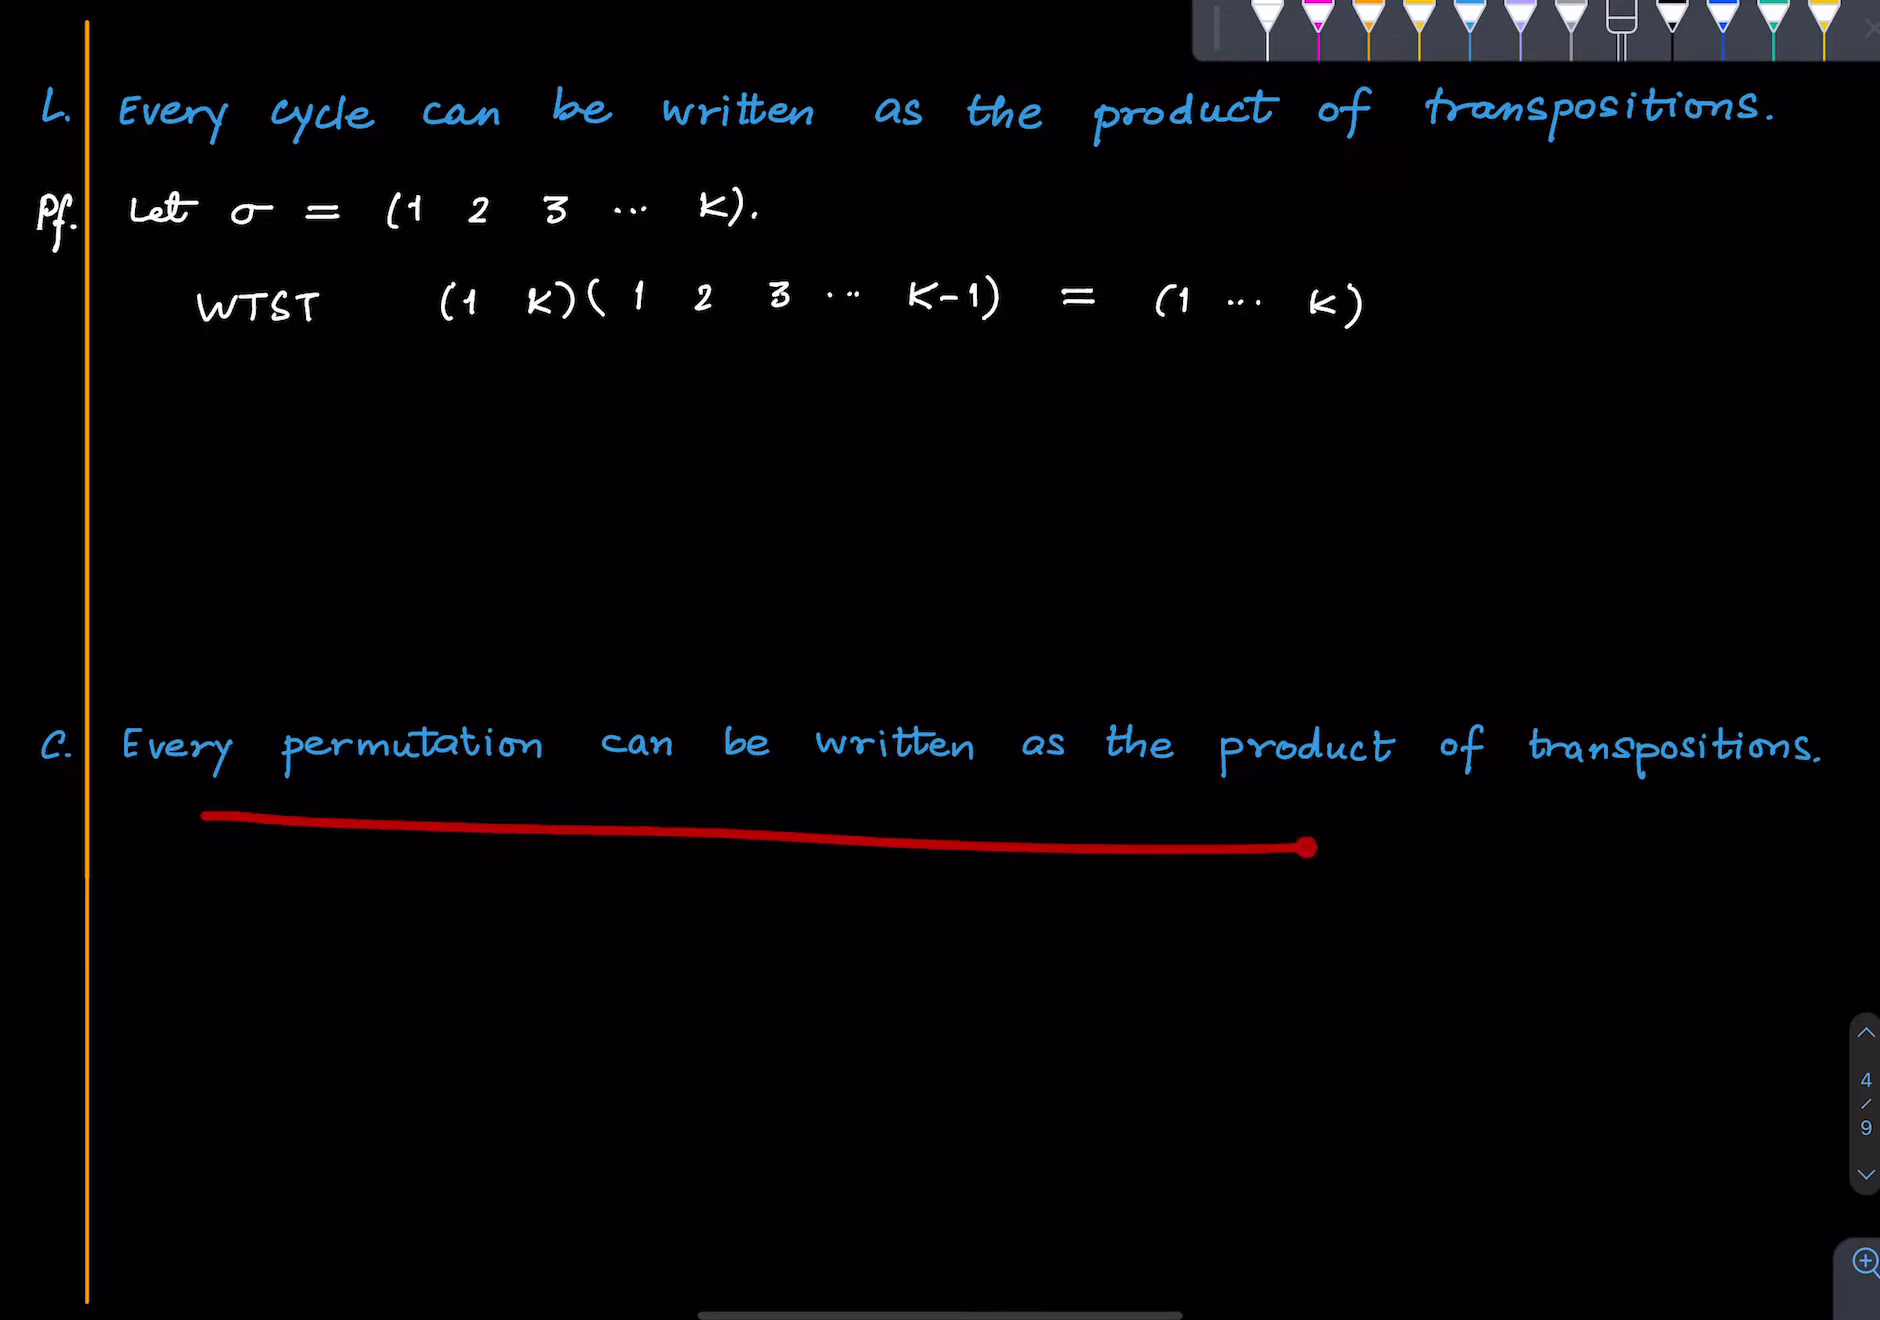 L. Every cycle can be written as the product of transpositions.
Pf. Let σ = (1 2 3 ... K).
WTST (1 K)(1 2 3 ... K-1) = (1 ... K)
C. Every permutation can be written as the product of transpositions.
4
/
9